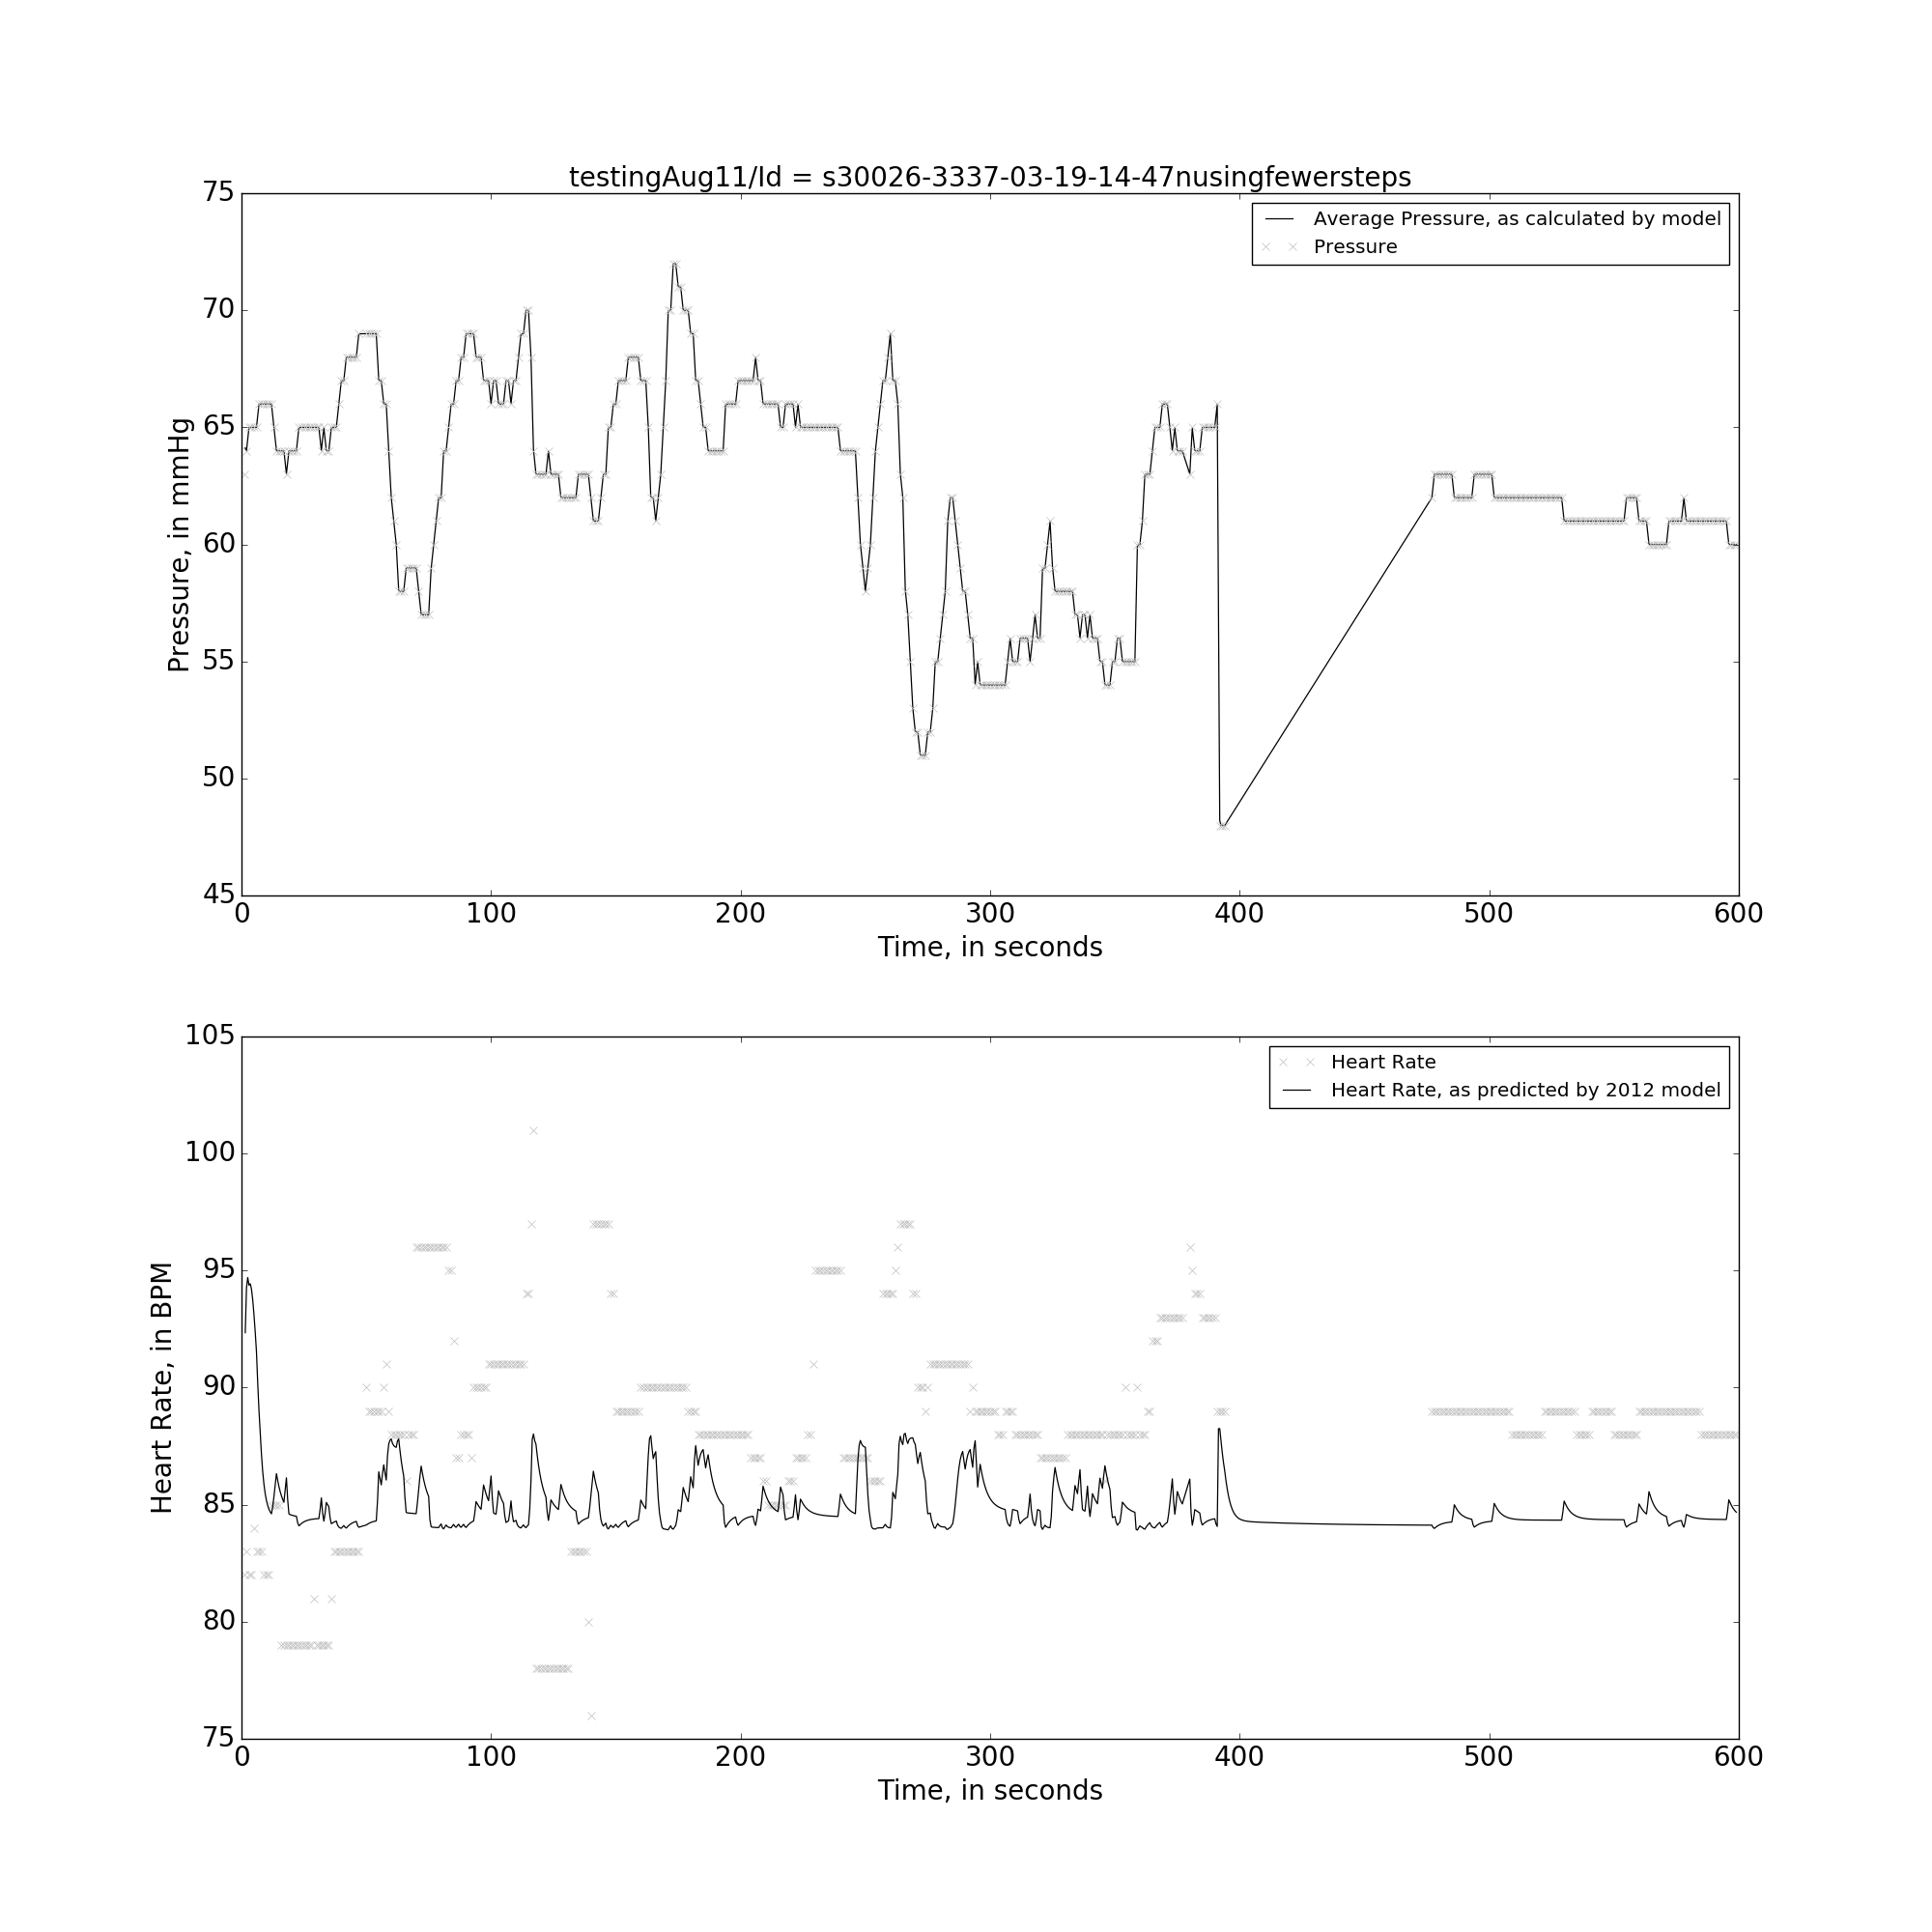 testingAug11/Id = s30026-3337-03-19-14-47nusingfewersteps
75
70
65
60
55
50
45
Pressure, in mmHg
Average Pressure, as calculated by model
Pressure
0 100 200 300 400 500 600
Time, in seconds
105
100
95
90
85
80
75
Heart Rate, in BPM
Heart Rate
Heart Rate, as predicted by 2012 model
0 100 200 300 400 500 600
Time, in seconds